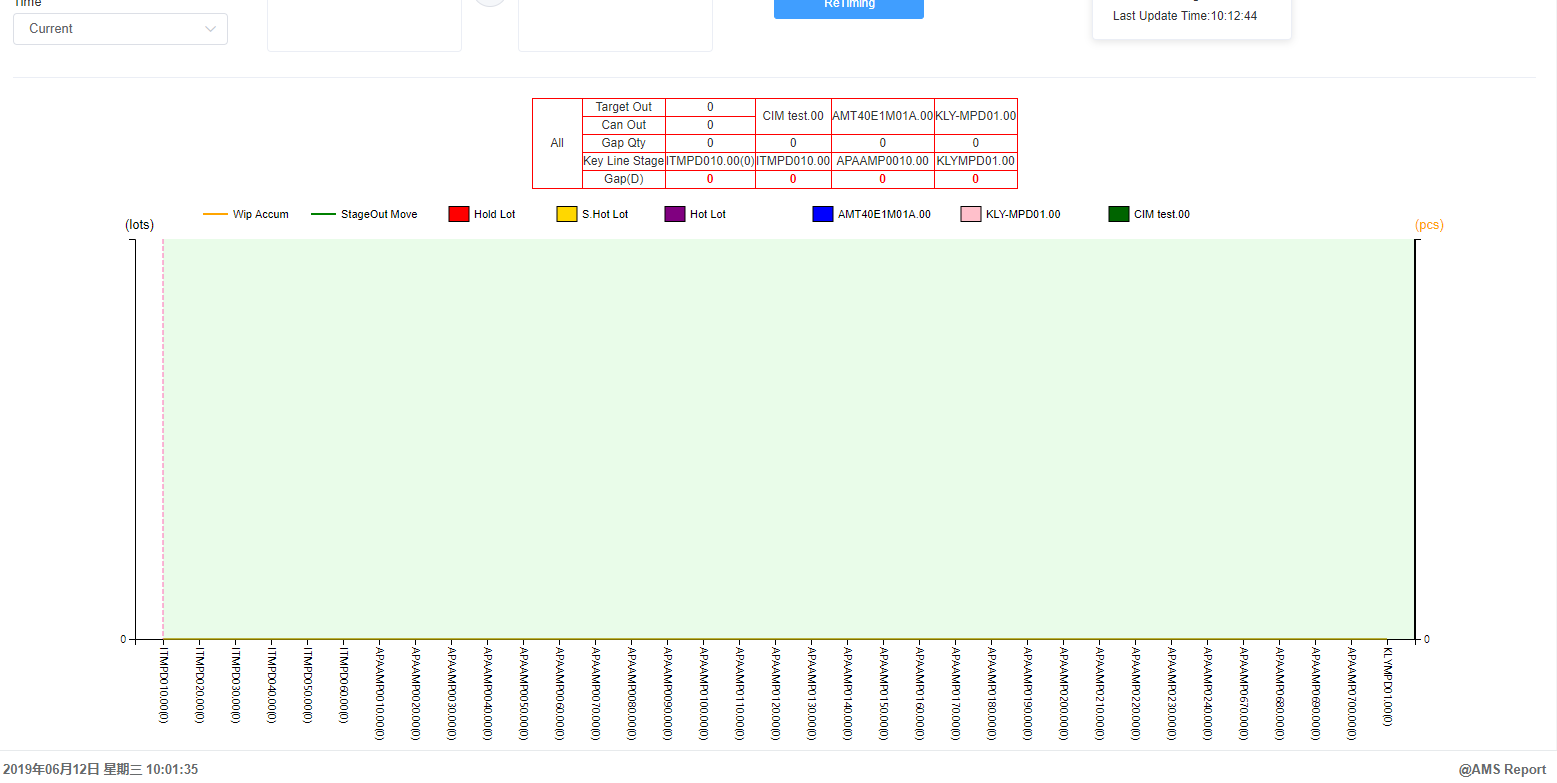 Time
Current
ReTiming
Last Update Time:10:12:44
All
Target Out 0 CIM test.00 AMT40E1M01A.00 KLY-MPD01.00
Can Out 0
Gap Qty 0 0 0 0
Key Line Stage ITMPD010.00(0) ITMPD010.00 APAAMP0010.00 KLYMPD01.00
Gap(D) 0 0 0 0
Wip Accum StageOut Move Hold Lot S.Hot Lot Hot Lot AMT40E1M01A.00 KLY-MPD01.00 CIM test.00
(lots) (pcs)
0 0
ITMPD010.00(0)
ITMPD020.00(0)
ITMPD030.00(0)
ITMPD040.00(0)
ITMPD050.00(0)
ITMPD060.00(0)
APAAMP0010.00(0)
APAAMP0020.00(0)
APAAMP0030.00(0)
APAAMP0040.00(0)
APAAMP0050.00(0)
APAAMP0060.00(0)
APAAMP0070.00(0)
APAAMP0080.00(0)
APAAMP0090.00(0)
APAAMP0100.00(0)
APAAMP0110.00(0)
APAAMP0120.00(0)
APAAMP0130.00(0)
APAAMP0140.00(0)
APAAMP0150.00(0)
APAAMP0160.00(0)
APAAMP0170.00(0)
APAAMP0180.00(0)
APAAMP0190.00(0)
APAAMP0200.00(0)
APAAMP0210.00(0)
APAAMP0220.00(0)
APAAMP0230.00(0)
APAAMP0240.00(0)
APAAMP0670.00(0)
APAAMP0680.00(0)
APAAMP0690.00(0)
APAAMP0700.00(0)
KLYMPD01.00(0)
2019年06月12日 星期三 10:01:35
@AMS Report